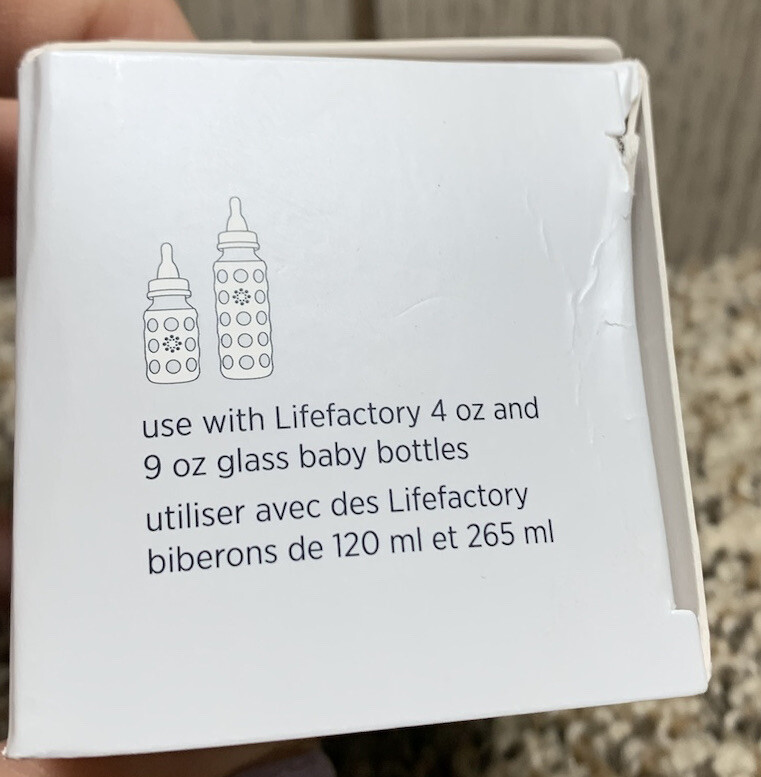 use with Lifefactory 4 oz and
9 oz glass baby bottles
utiliser avec des Lifefactory
biberons de 120 ml et 265 ml